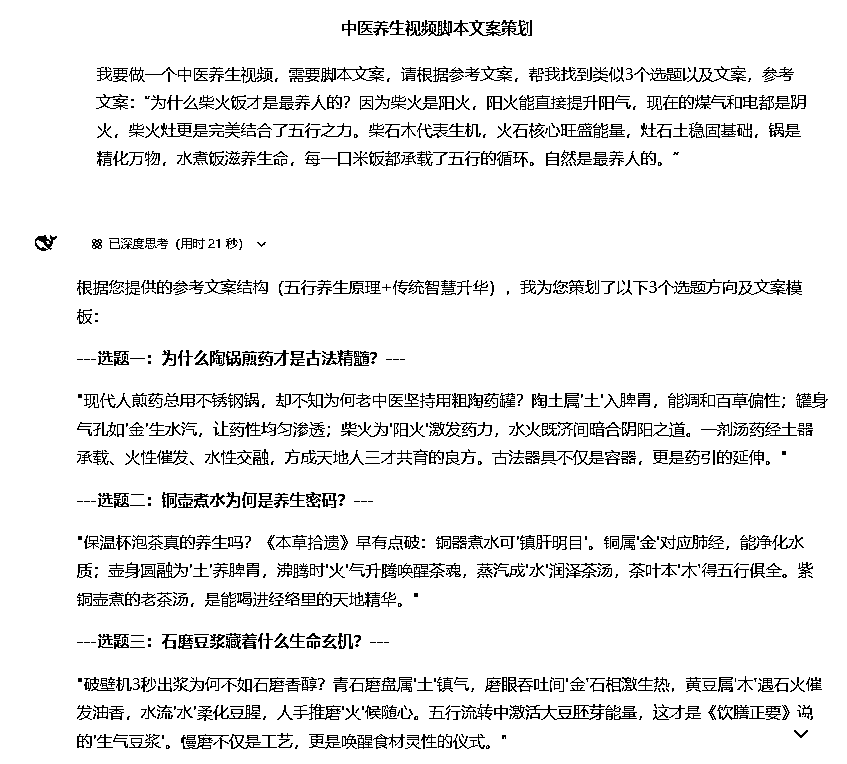 中医养生视频脚本文案策划
我要做一个中医养生视频，需要脚本文案，请根据参考文案，帮我找到类似3个选题以及文案，参考
文案：“为什么柴火饭才是最养人的？因为柴火是阳火，阳火能直接提升阳气，现在的煤气和电都是阴
火，柴火灶更是完美结合了五行之力。柴石木代表生机，火石核心旺盛能量，灶石土稳固基础，锅是
精化万物，水煮饭滋养生命，每一口米饭都承载了五行的循环。自然是最养人的。”
已深度思考（用时 21 秒）
根据您提供的参考文案结构（五行养生原理+传统智慧升华），我为您策划了以下3个选题方向及文案模
板：
---选题一：为什么陶锅煎药才是古法精髓？---
"现代人煎药总用不锈钢锅，却不知为何老中医坚持用粗陶药罐？陶土属'土'入脾胃，能调和百草偏性；罐身
气孔如'金'生水汽，让药性均匀渗透；柴火为'阳火'激发药力，水火既济间暗合阴阳之道。一剂汤药经土器
承载、火性催发、水性交融，方成天地人三才共育的良方。古法器具不仅是容器，更是药引的延伸。"
---选题二：铜壶煮水为何是养生密码？---
"保温杯泡茶真的养生吗？《本草拾遗》早有点破：铜器煮水可'镇肝明目'。铜属'金'对应肺经，能净化水
质；壶身圆融为'土'养脾胃，沸腾时'火'气升腾唤醒茶魂，蒸汽成'水'润泽茶汤，茶叶本'木'得五行俱全。紫
铜壶煮的老茶汤，是能喝进经络里的天地精华。"
---选题三：石磨豆浆藏着什么生命玄机？---
"破壁机3秒出浆为何不如石磨香醇？青石磨盘属'土'镇气，磨眼吞吐间'金'石相激生热，黄豆属'木'遇石火催
发油香，水流'水'柔化豆腥，人手推磨'火'候随心。五行流转中激活大豆胚芽能量，这才是《饮膳正要》说
的'生气豆浆'。慢磨不仅是工艺，更是唤醒食材灵性的仪式。"